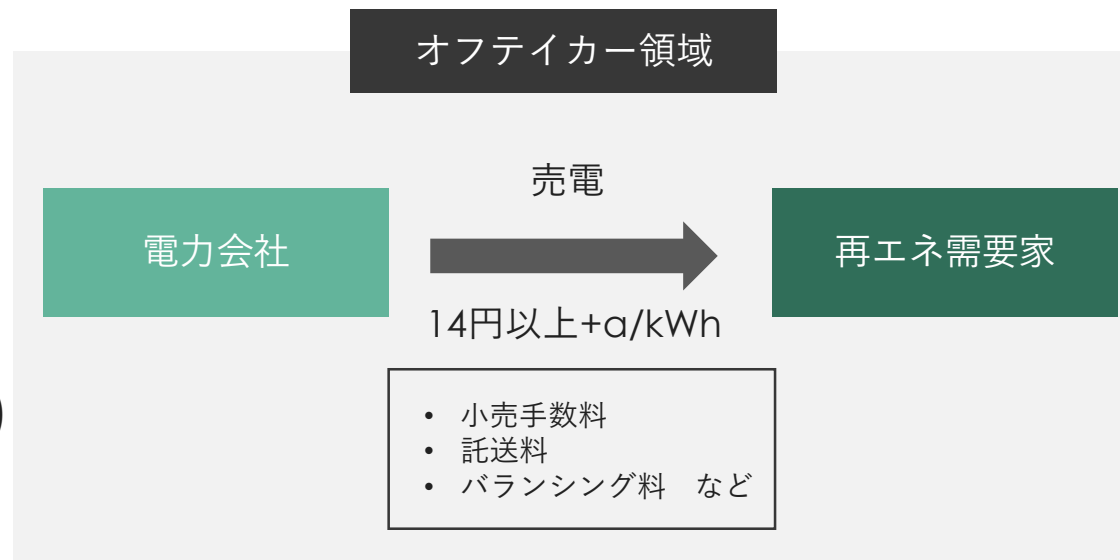 オフテイカー領域
売電
電力会社
再エネ需要家
14円以上+α/kWh
• 小売手数料
• 託送料
• バランシング料　など
)